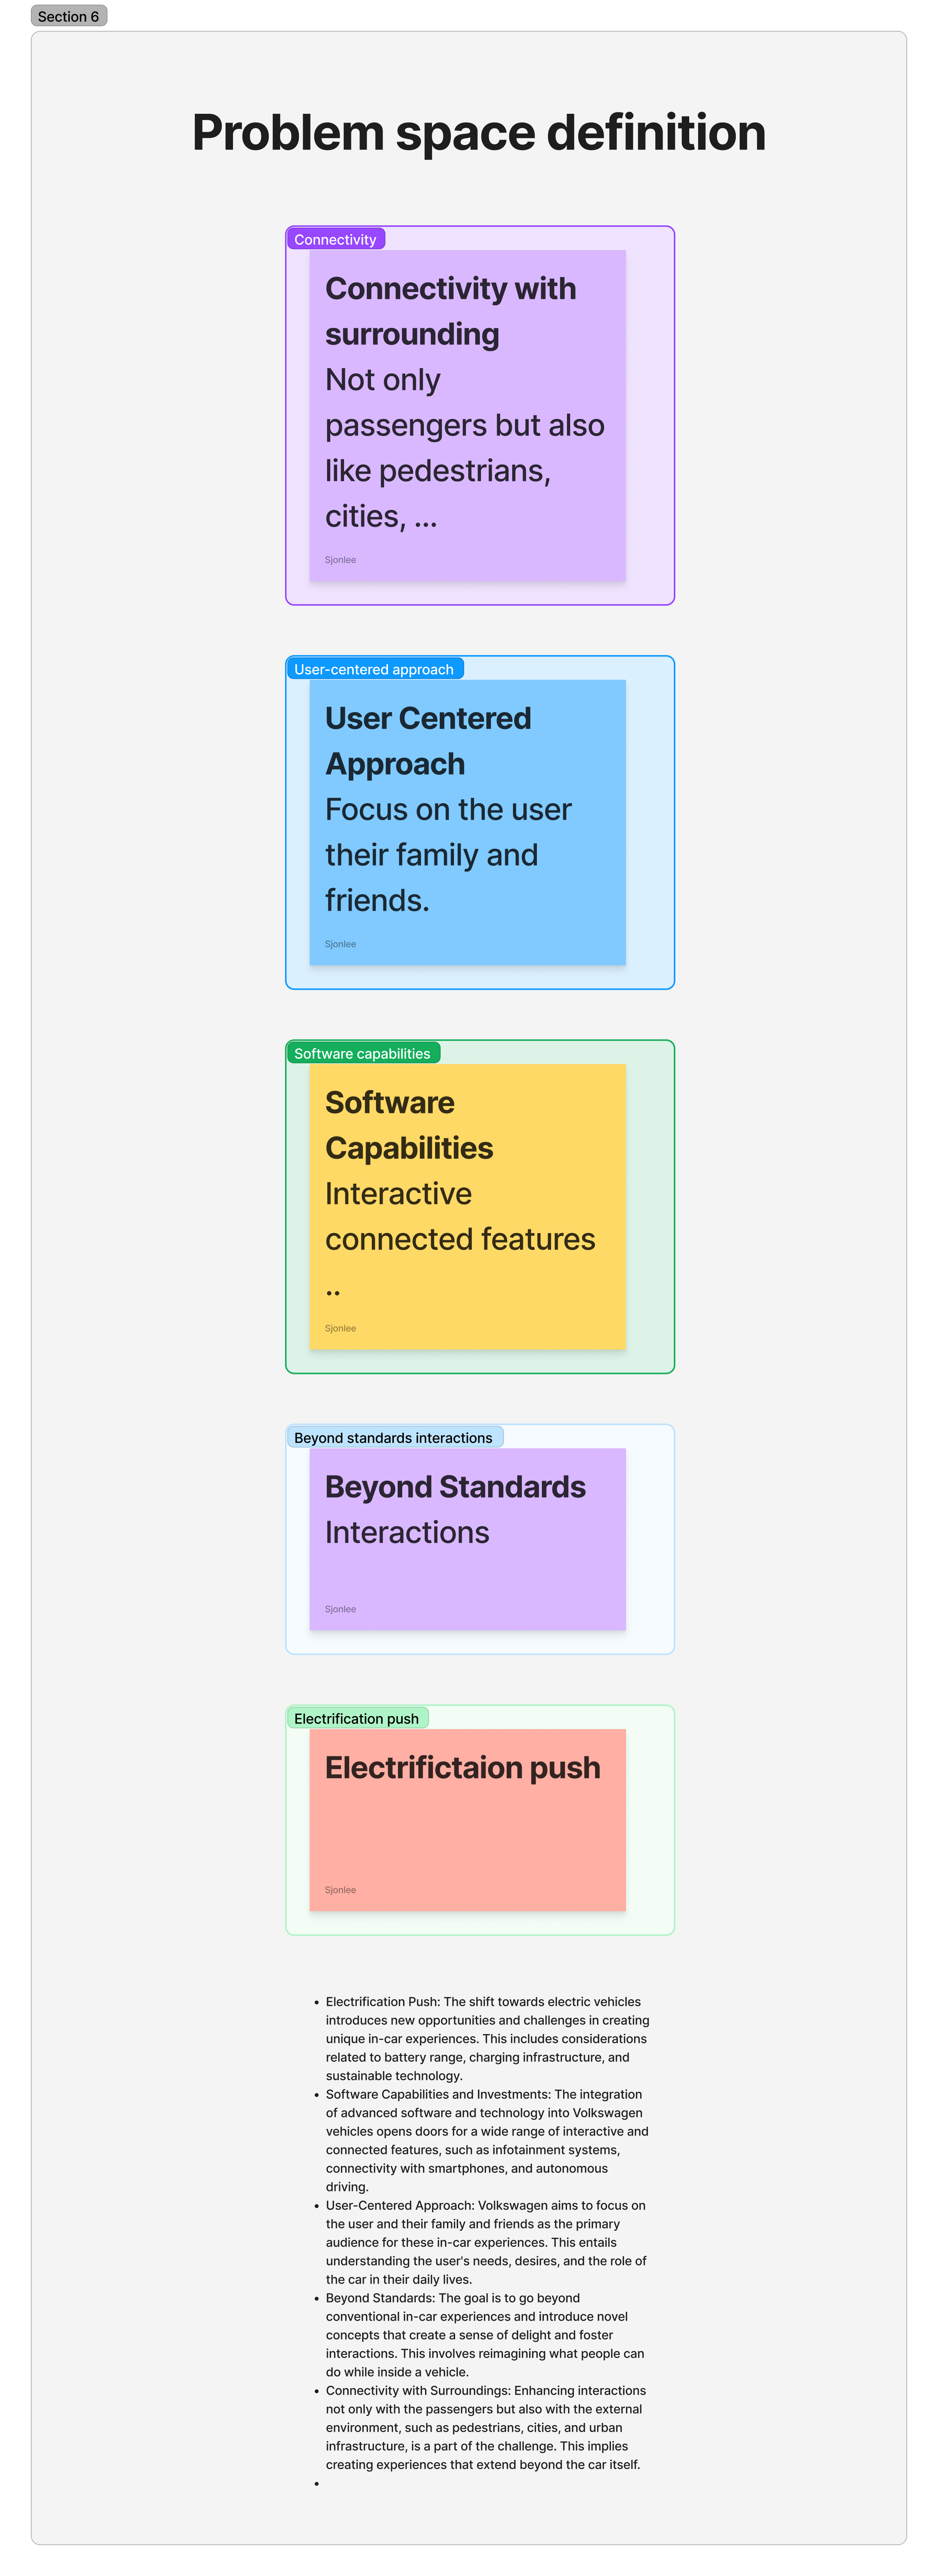 Section 6
Problem space definition
Connectivity
Connectivity with
surrounding
Not only
passengers but also
like pedestrians,
cities, ...
Sjonlee
User-centered approach
User Centered
Approach
Focus on the user
their family and
friends.
Sjonlee
Software capabilities
Software
Capabilities
Interactive
connected features
..
Sjonlee
Beyond standards interactions
Beyond Standards
Interactions
Sjonlee
Electrification push
Electrifictaion push
Sjonlee
• Electrification Push: The shift towards electric vehicles
introduces new opportunities and challenges in creating
unique in-car experiences. This includes considerations
related to battery range, charging infrastructure, and
sustainable technology.
• Software Capabilities and Investments: The integration
of advanced software and technology into Volkswagen
vehicles opens doors for a wide range of interactive and
connected features, such as infotainment systems,
connectivity with smartphones, and autonomous
driving.
• User-Centered Approach: Volkswagen aims to focus on
the user and their family and friends as the primary
audience for these in-car experiences. This entails
understanding the user's needs, desires, and the role of
the car in their daily lives.
• Beyond Standards: The goal is to go beyond
conventional in-car experiences and introduce novel
concepts that create a sense of delight and foster
interactions. This involves reimagining what people can
do while inside a vehicle.
• Connectivity with Surroundings: Enhancing interactions
not only with the passengers but also with the external
environment, such as pedestrians, cities, and urban
infrastructure, is a part of the challenge. This implies
creating experiences that extend beyond the car itself.
•